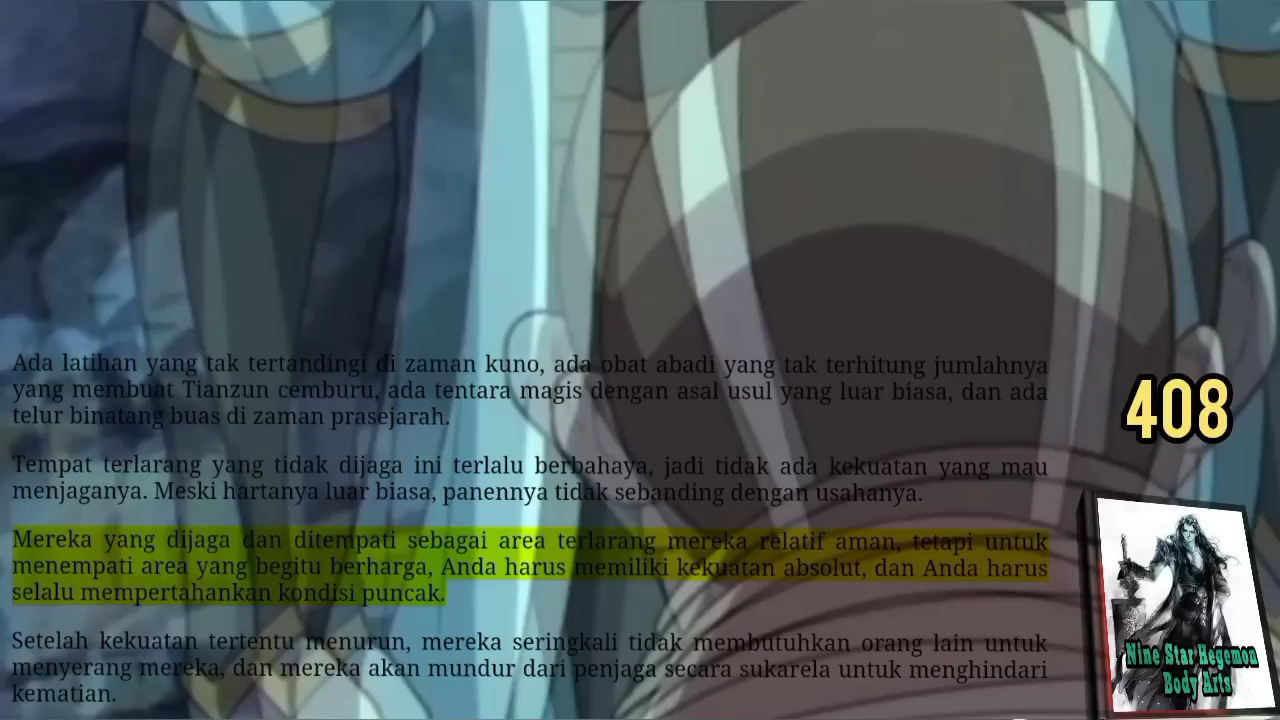 Ada latihan yang tak tertandingi di zaman kuno, ada obat abadi yang tak terhitung jumlahnya
yang membuat Tianzun cemburu, ada tentara magis dengan asal usul yang luar biasa, dan ada
telur binatang buas di zaman prasejarah.
Tempat terlarang yang tidak dijaga ini terlalu berbahaya, jadi tidak ada kekuatan yang mau
menjaganya. Meski hartanya luar biasa, panennya tidak sebanding dengan usahanya.
Mereka yang dijaga dan ditempati sebagai area terlarang mereka relatif aman, tetapi untuk
menempati area yang begitu berharga, Anda harus memiliki kekuatan absolut, dan Anda harus
selalu mempertahankan kondisi puncak.
Setelah kekuatan tertentu menurun, mereka seringkali tidak membutuhkan orang lain untuk
menyerang mereka, dan mereka akan mundur dari penjaga secara sukarela untuk menghindari
kematian.
408
Nine Star Hegemon
Body Arts